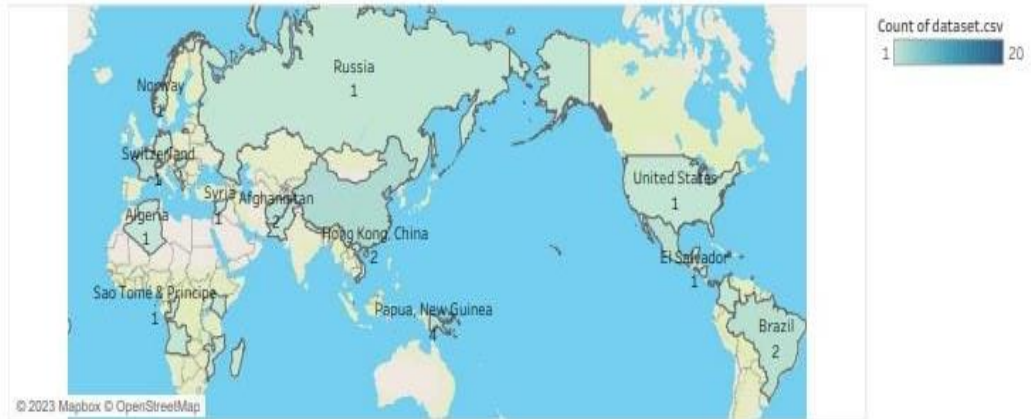 Count of dataset.csv
1 20
Russia
1
Norway
1
Switzerland
1
Syria
1
Afghanistan
2
Algeria
1
Hong Kong, China
2
Sao Tome & Principe
1
Papua, New Guinea
4
United States
1
El Salvador
1
Brazil
2
© 2023 Mapbox © OpenStreetMap